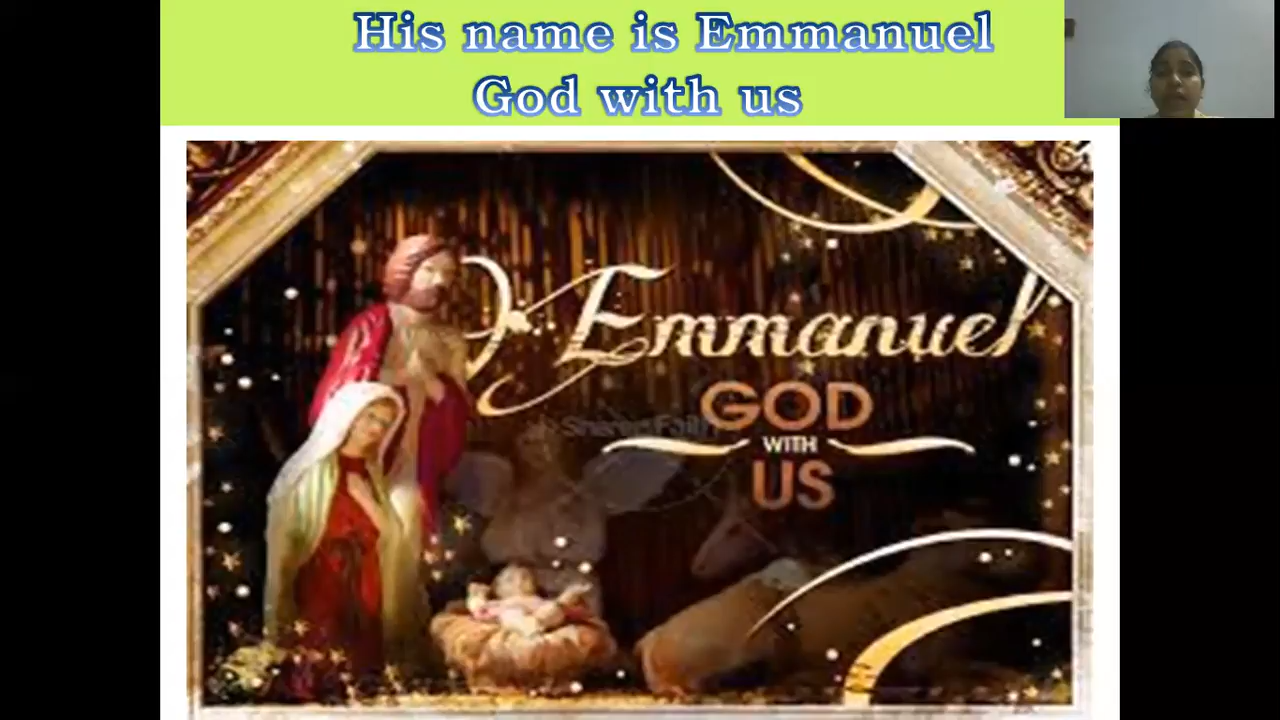 His name is Emmanuel
God with us
Emmanuel
GOD
WITH
US